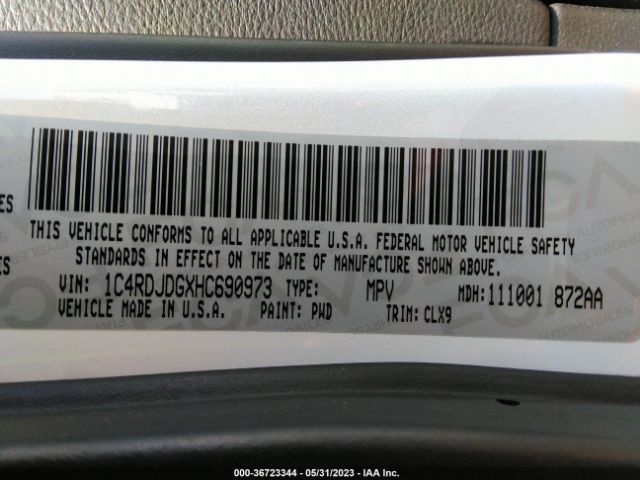 ES
THIS VEHICLE CONFORMS TO ALL APPLICABLE U.S.A. FEDERAL MOTOR VEHICLE SAFETY
STANDARDS IN EFFECT ON THE DATE OF MANUFACTURE SHOWN ABOVE.
ES
VIN: 1C4RDJDGXHC690973 TYPE: MPV MDH:111001 872AA
VEHICLE MADE IN U.S.A. PAINT: PWD TRIM: CLX9
000-36723344 - 05/31/2023 - IAA Inc.